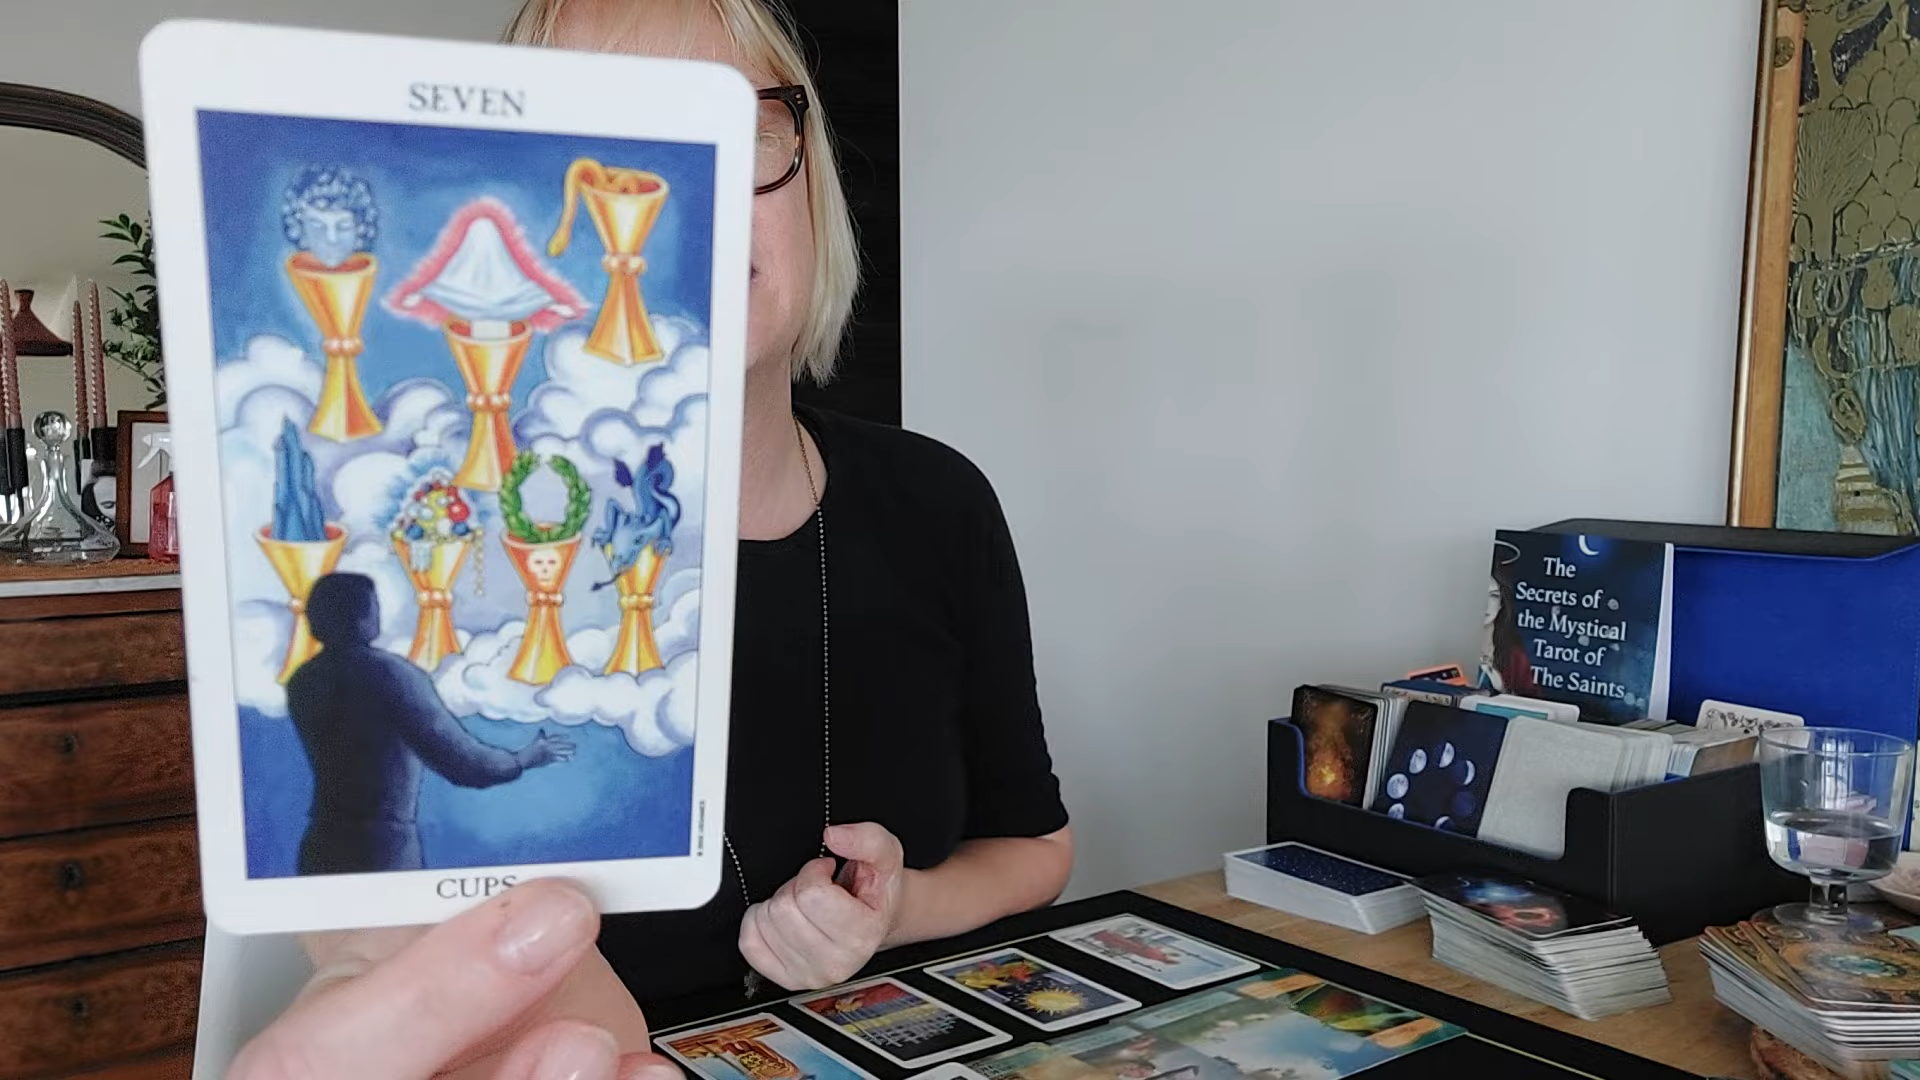 SEVEN
CUPS
The
Secrets of
the Mystical
Tarot of
The Saints